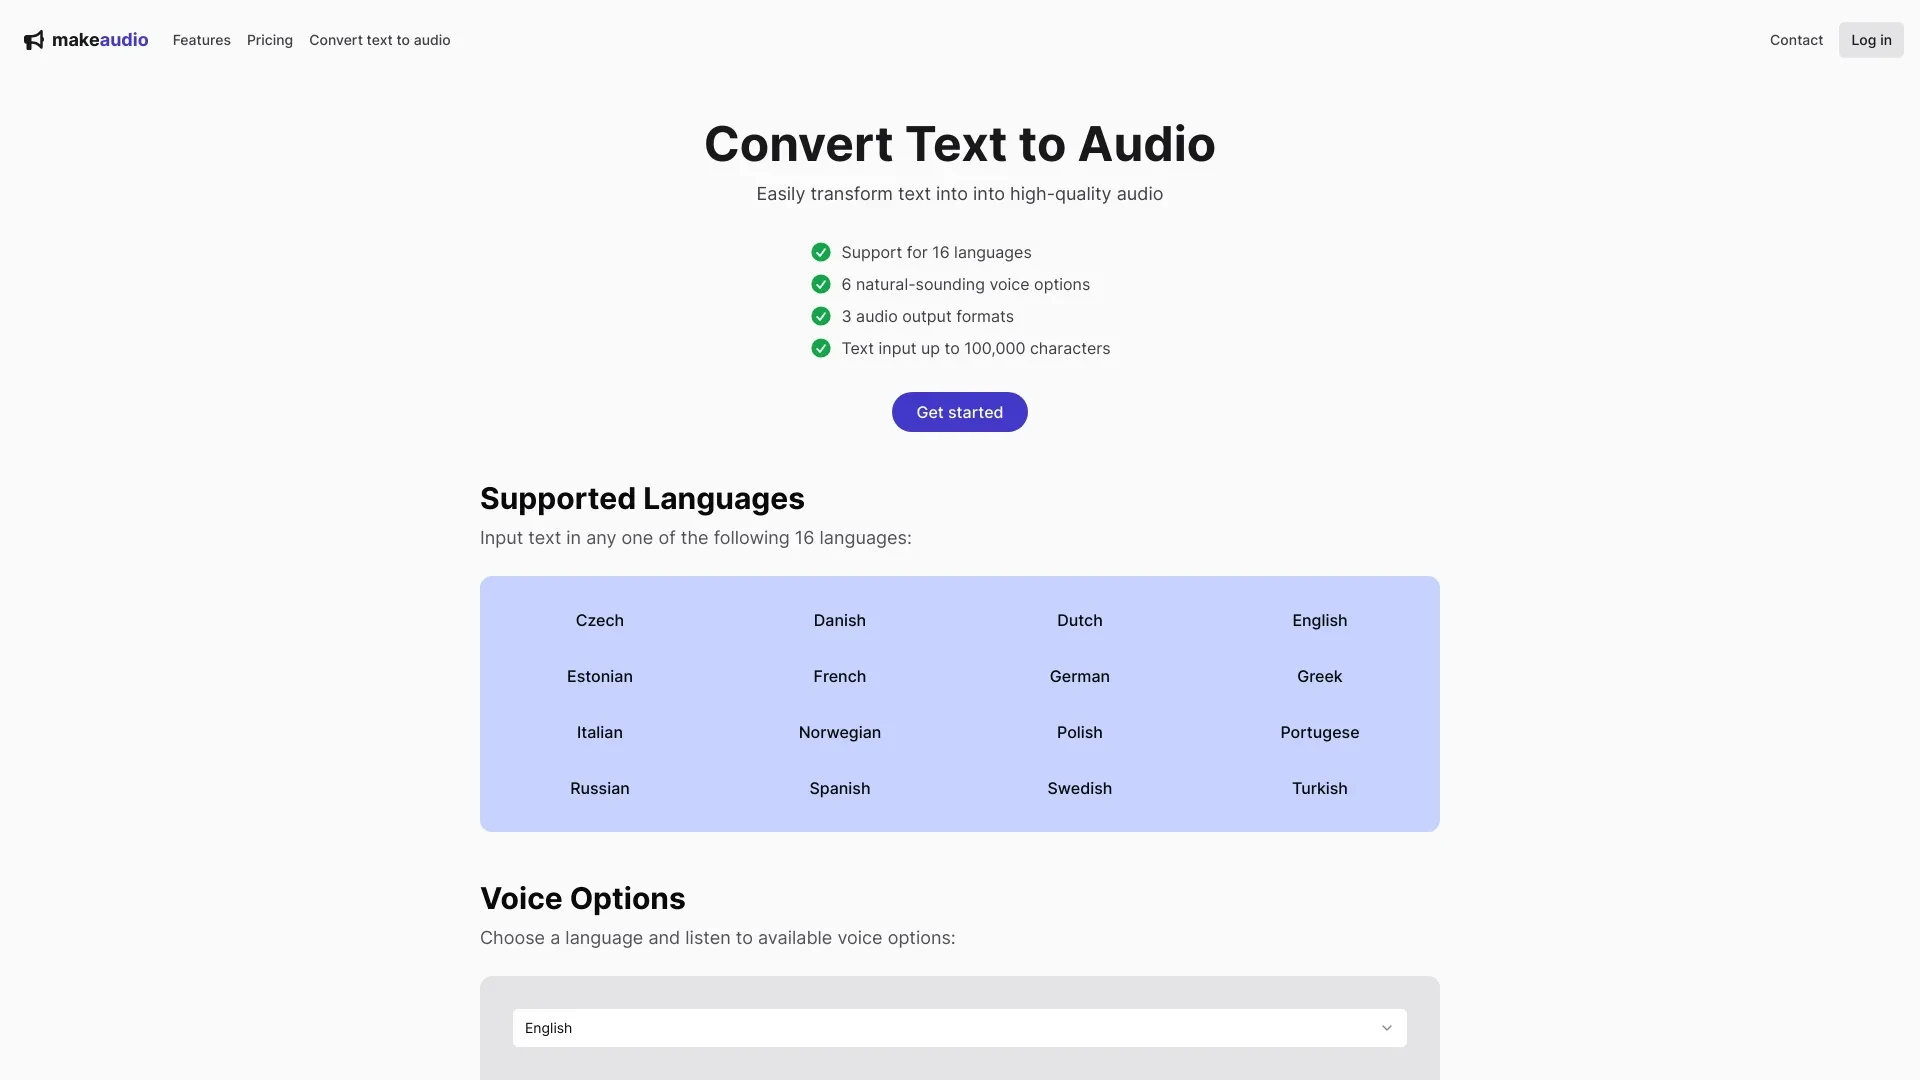 makeaudio Features Pricing Convert text to audio Contact Log in
Convert Text to Audio
Easily transform text into into high-quality audio
Support for 16 languages
6 natural-sounding voice options
3 audio output formats
Text input up to 100,000 characters
Get started
Supported Languages
Input text in any one of the following 16 languages:
Czech Danish Dutch English
Estonian French German Greek
Italian Norwegian Polish Portugese
Russian Spanish Swedish Turkish
Voice Options
Choose a language and listen to available voice options:
English